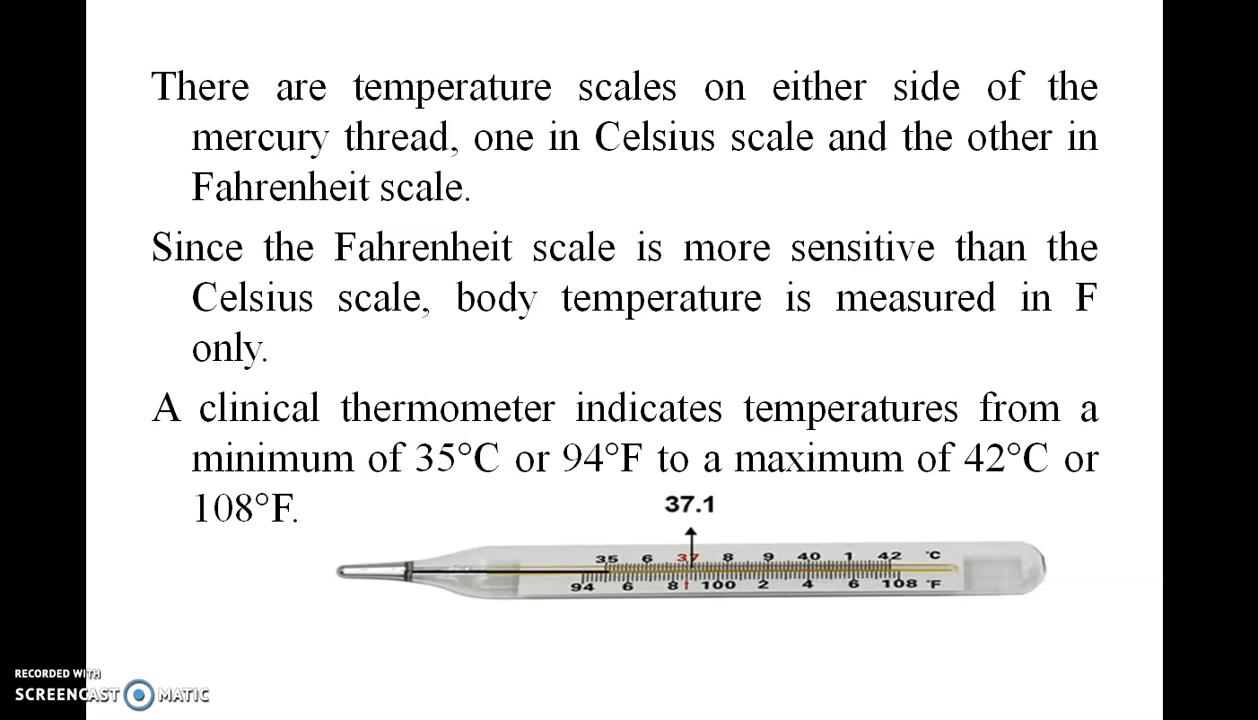 There are temperature scales on either side of the
mercury thread, one in Celsius scale and the other in
Fahrenheit scale.
Since the Fahrenheit scale is more sensitive than the
Celsius scale, body temperature is measured in F
only.
A clinical thermometer indicates temperatures from a
minimum of 35°C or 94°F to a maximum of 42°C or
108°F.
37.1
35 6 37 8 9 40 1 42 °C
94 6 8 100 2 4 6 108 °F
RECORDED WITH
SCREENCAST MATIC